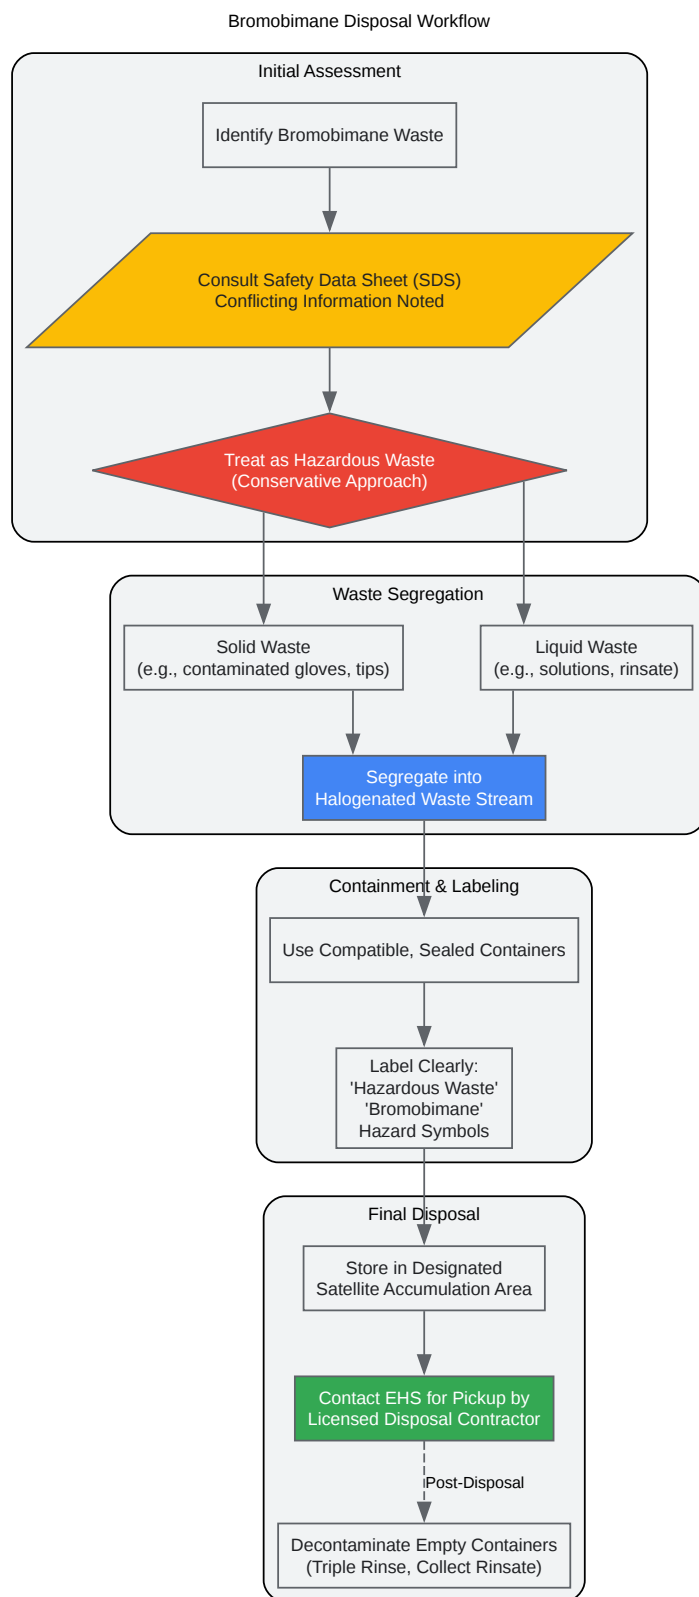 Bromobimane Disposal Workflow
Initial Assessment
Identify Bromobimane Waste
Consult Safety Data Sheet (SDS)
Conflicting Information Noted
Treat as Hazardous Waste
(Conservative Approach)
Waste Segregation
Solid Waste
(e.g., contaminated gloves, tips)
Liquid Waste
(e.g., solutions, rinsate)
Segregate into
Halogenated Waste Stream
Containment & Labeling
Use Compatible, Sealed Containers
Label Clearly:
'Hazardous Waste'
'Bromobimane'
Hazard Symbols
Final Disposal
Store in Designated
Satellite Accumulation Area
Contact EHS for Pickup by
Licensed Disposal Contractor
Post-Disposal
Decontaminate Empty Containers
(Triple Rinse, Collect Rinsate)